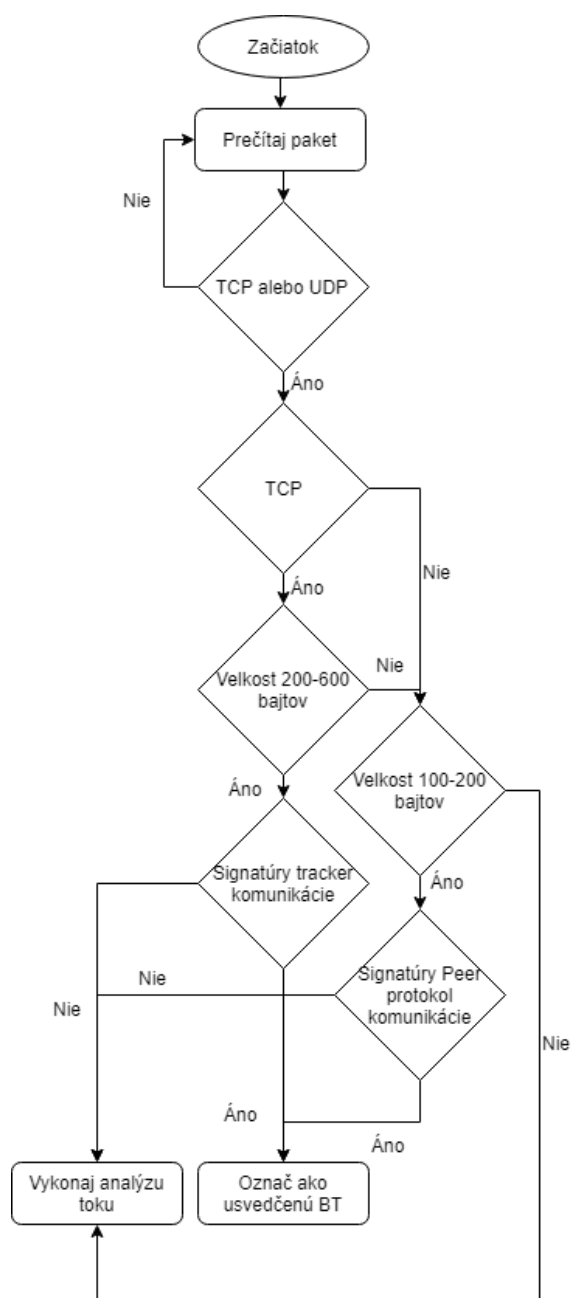 Začiatok
Prečítaj paket
Nie
TCP alebo UDP
Áno
TCP
Nie
Áno
Velkost 200-600
bajtov
Nie
Velkost 100-200
bajtov
Áno
Signatúry tracker
komunikácie
Áno
Signatúry Peer
protokol
komunikácie
Nie
Nie
Nie
Áno
Áno
Vykonaj analýzu
toku
Označ ako
usvedčenú BT